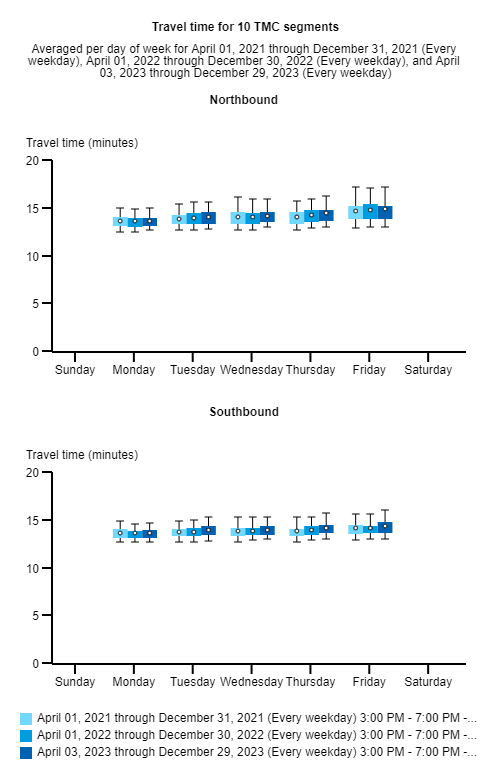 Travel time for 10 TMC segments
Averaged per day of week for April 01, 2021 through December 31, 2021 (Every
weekday), April 01, 2022 through December 30, 2022 (Every weekday), and April
03, 2023 through December 29, 2023 (Every weekday)
Northbound
Travel time (minutes)
20
15
10
5
0
Sunday Monday Tuesday Wednesday Thursday Friday Saturday
Southbound
Travel time (minutes)
20
15
10
5
0
Sunday Monday Tuesday Wednesday Thursday Friday Saturday
April 01, 2021 through December 31, 2021 (Every weekday) 3:00 PM - 7:00 PM -...
April 01, 2022 through December 30, 2022 (Every weekday) 3:00 PM - 7:00 PM -...
April 03, 2023 through December 29, 2023 (Every weekday) 3:00 PM - 7:00 PM -...